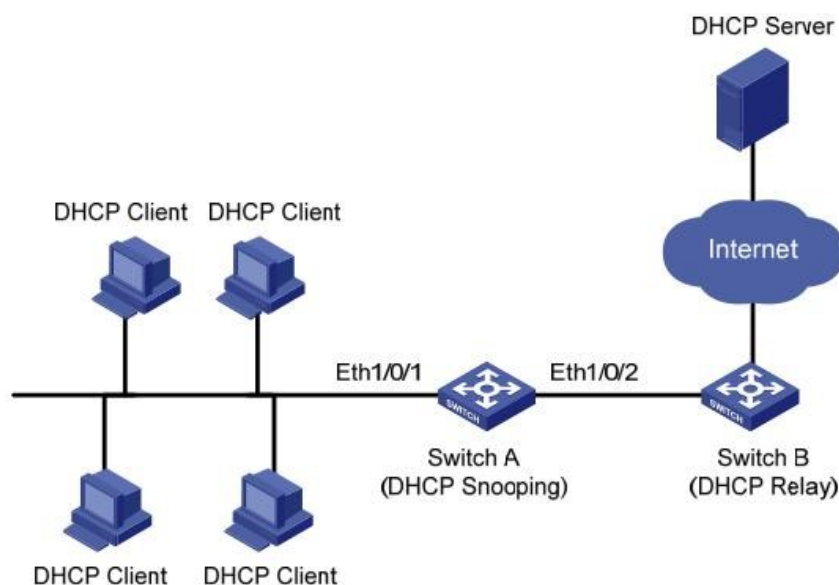 DHCP Server
DHCP Client
DHCP Client
Internet
Eth1/0/1
Eth1/0/2
SWITCH
SWITCH
Switch A
(DHCP Snooping)
Switch B
(DHCP Relay)
DHCP Client
DHCP Client